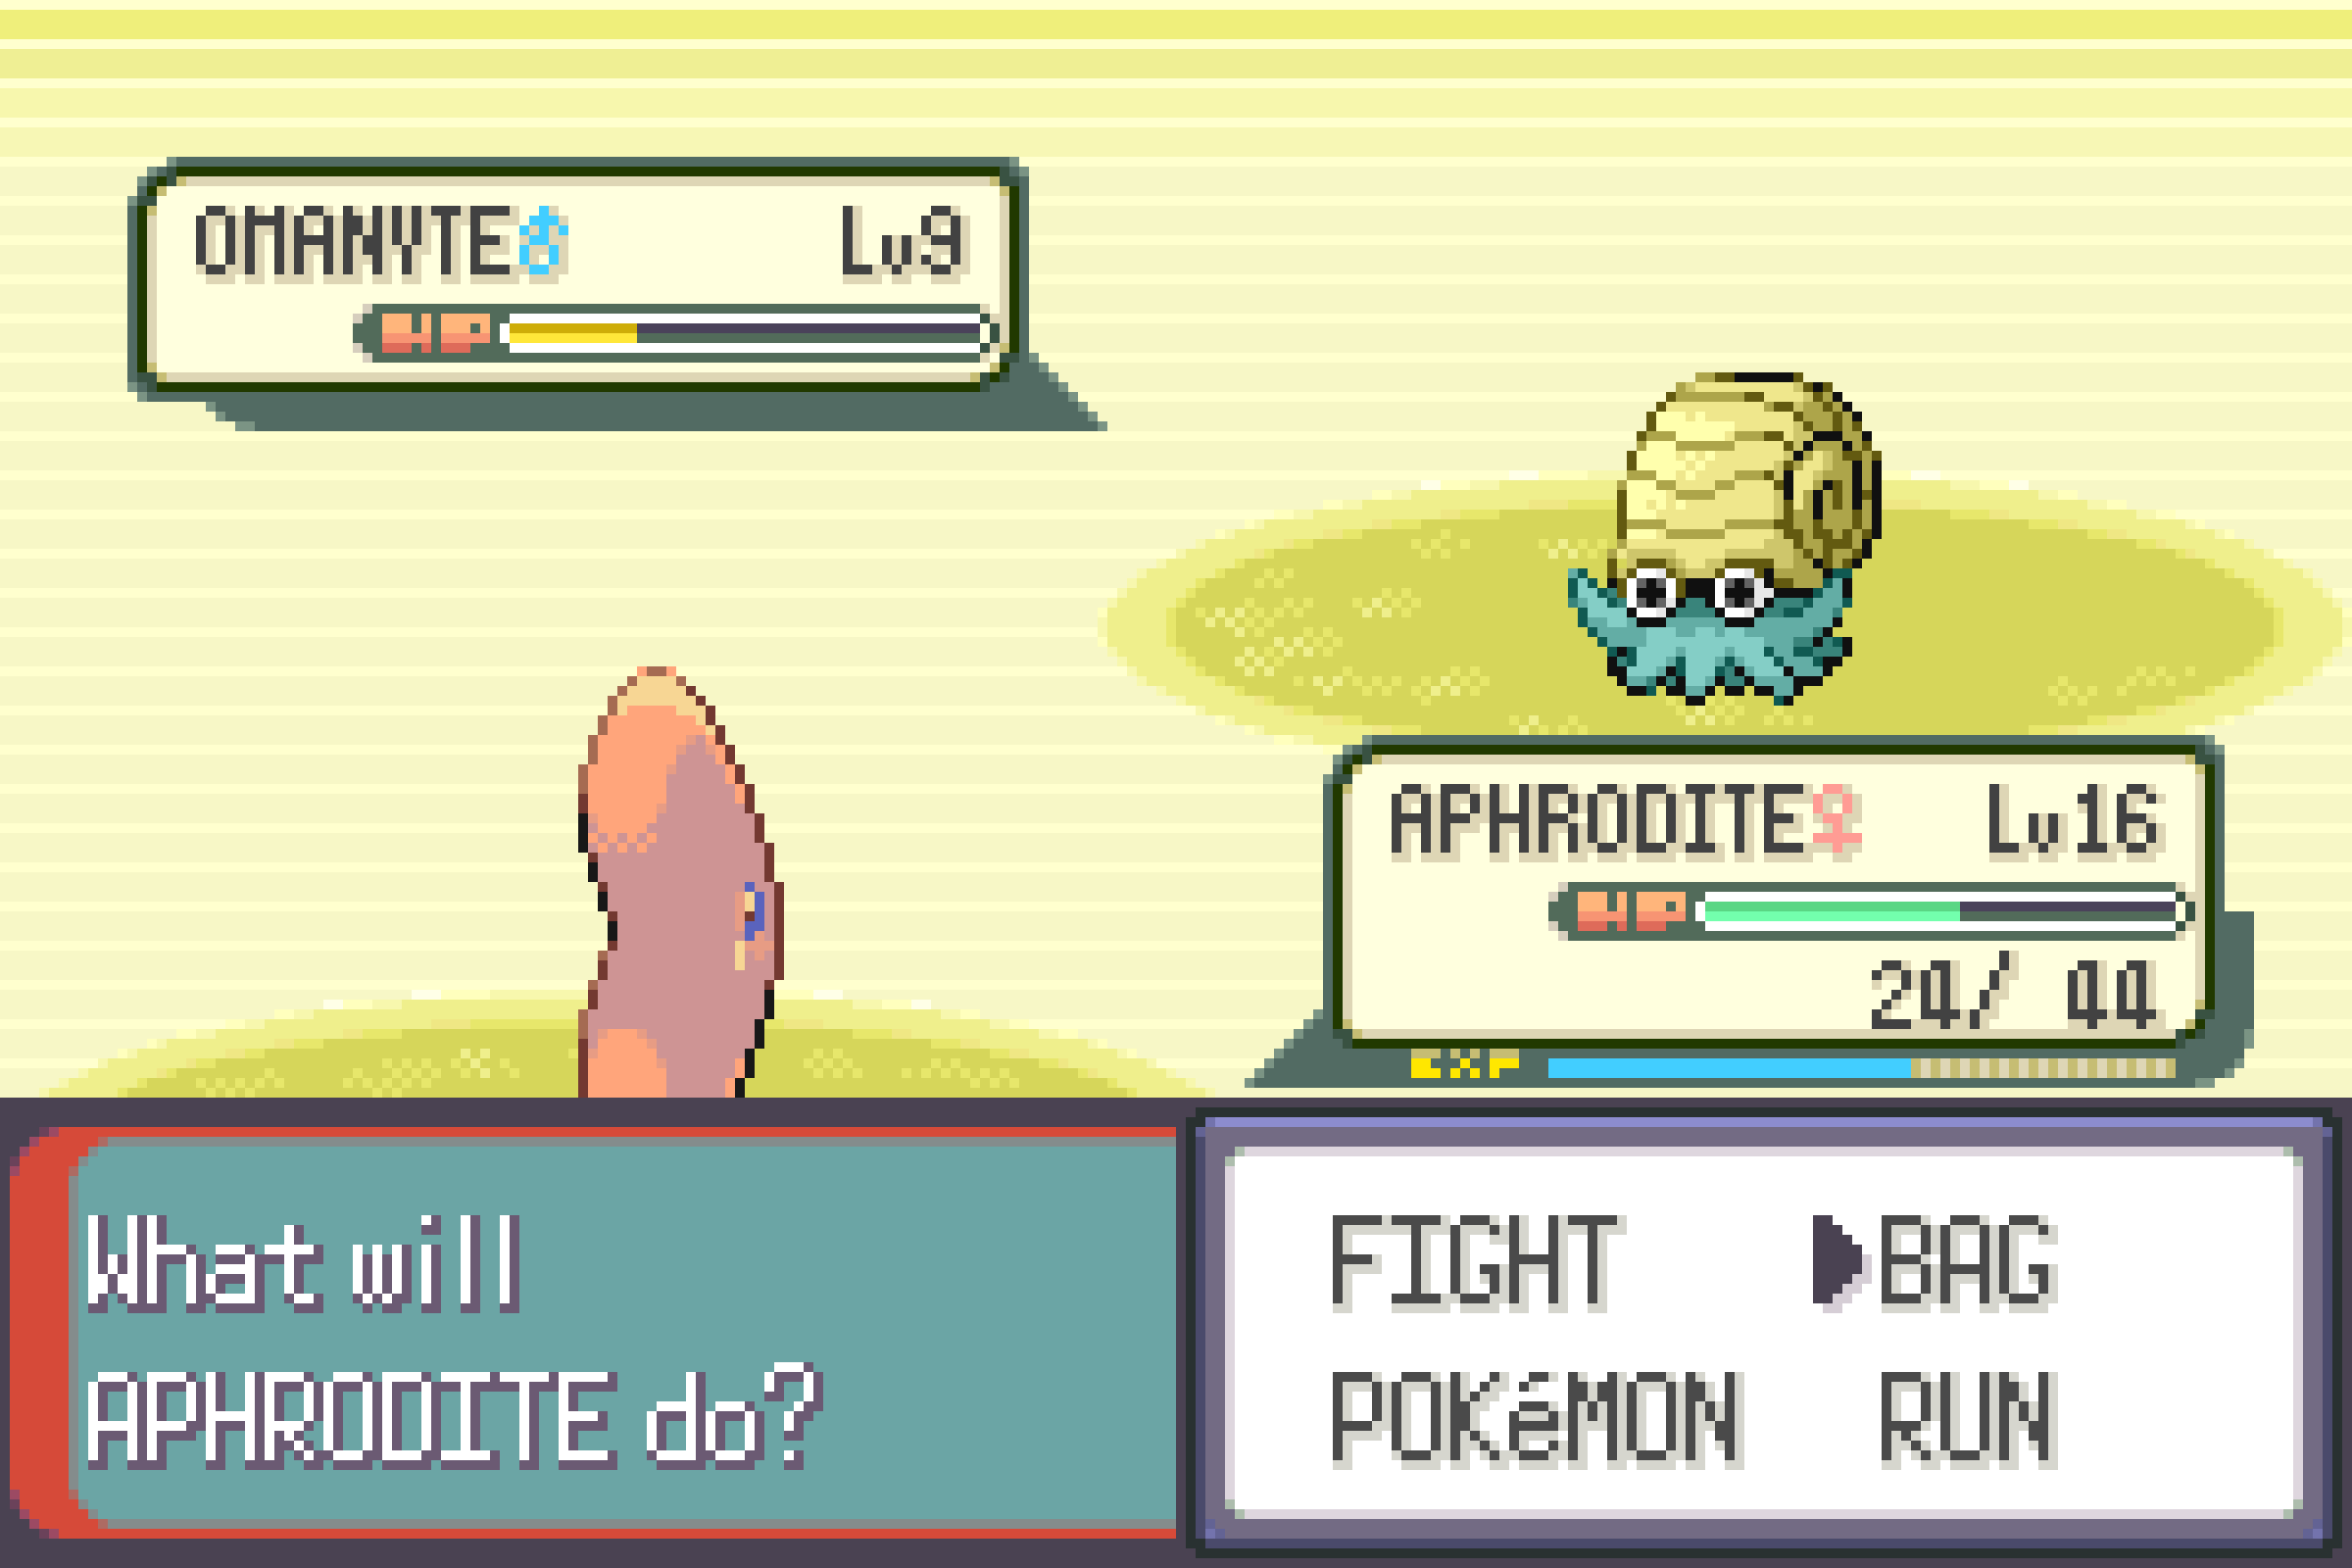 OMANYTE♂ Lv9
HP
APHRODITE♀ Lv16
HP
24/ 44
EXP
What will
APHRODITE do?
FIGHT BAG
POKéMON RUN